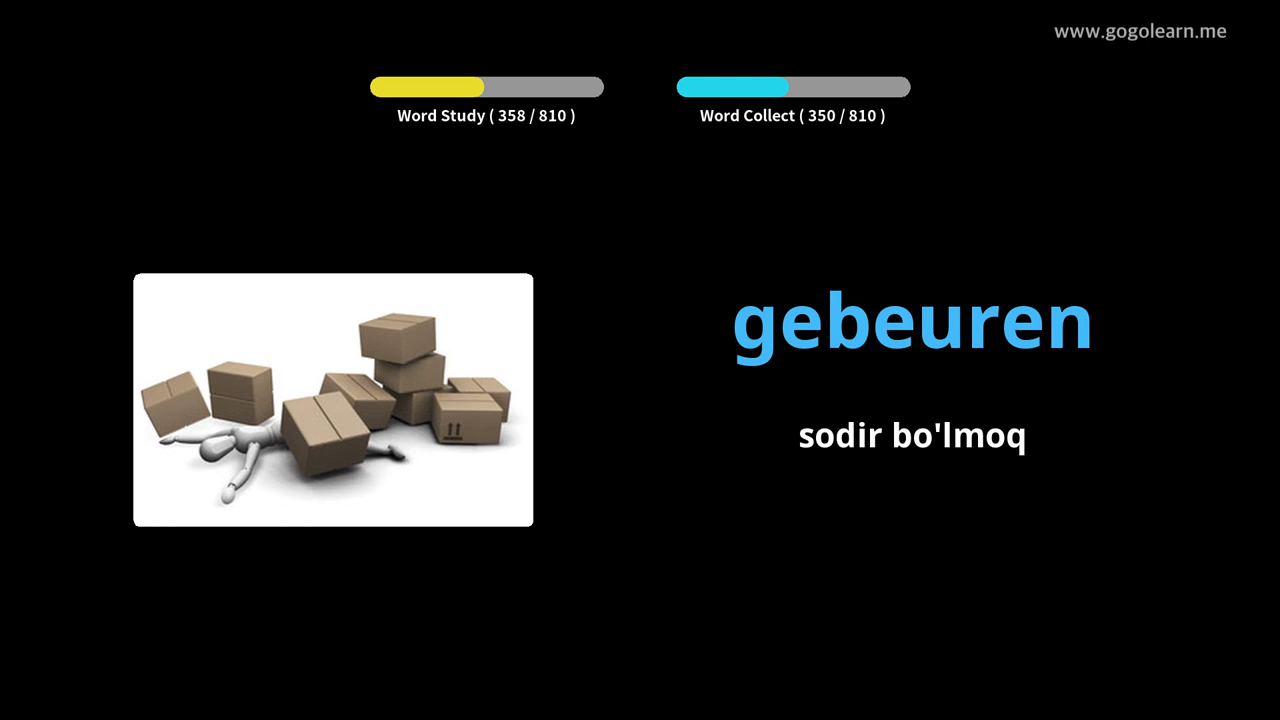 www.gogolearn.me
Word Study ( 358 / 810 )
Word Collect ( 350 / 810 )
gebeuren
sodir bo'lmoq